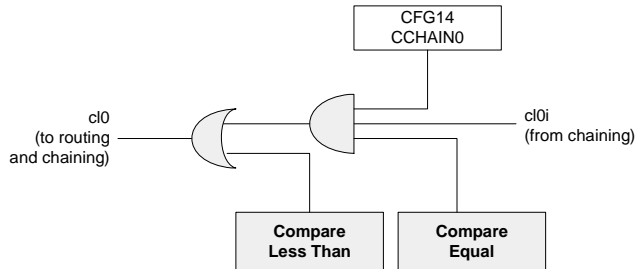 CFG14
CCHAIN0
cl0
(to routing
and chaining)
cl0i
(from chaining)
Compare
Less Than
Compare
Equal